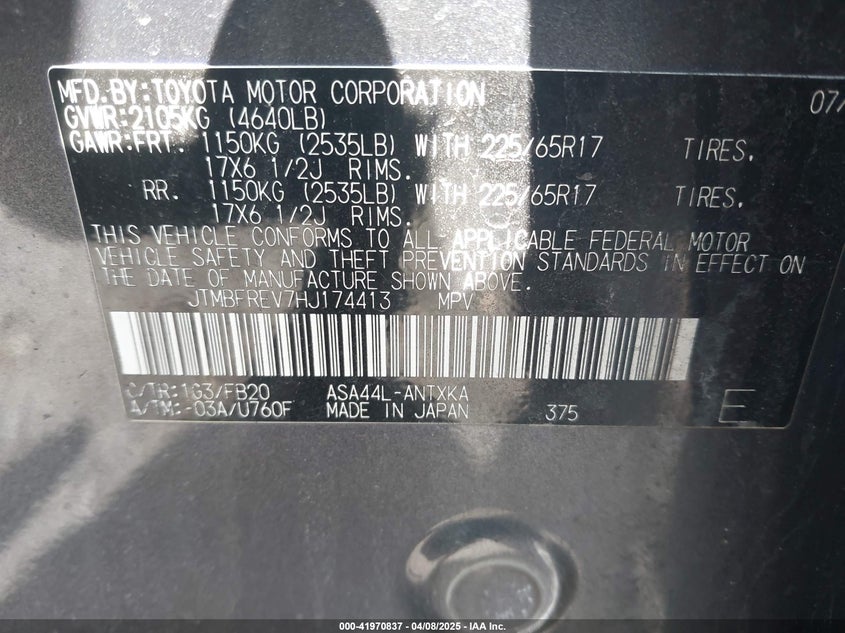 MFD.BY:TOYOTA MOTOR CORPORATION 07/
GVWR:2105KG (4640LB)
GAWR:FRT. 1150KG (2535LB) WITH 225/65R17 TIRES.
17X6 1/2J RIMS.
RR. 1150KG (2535LB) WITH 225/65R17 TIRES.
17X6 1/2J RIMS.
THIS VEHICLE CONFORMS TO ALL APPLICABLE FEDERAL MOTOR
VEHICLE SAFETY AND THEFT PREVENTION STANDARDS IN EFFECT ON
THE DATE OF MANUFACTURE SHOWN ABOVE.
JTMBFREV7HJ174413 MPV
C/TR:1G3/FB20 ASA44L-ANTXKA
A/TM:-03A/U760F MADE IN JAPAN 375 E
000-41970837 - 04/08/2025 - IAA Inc.